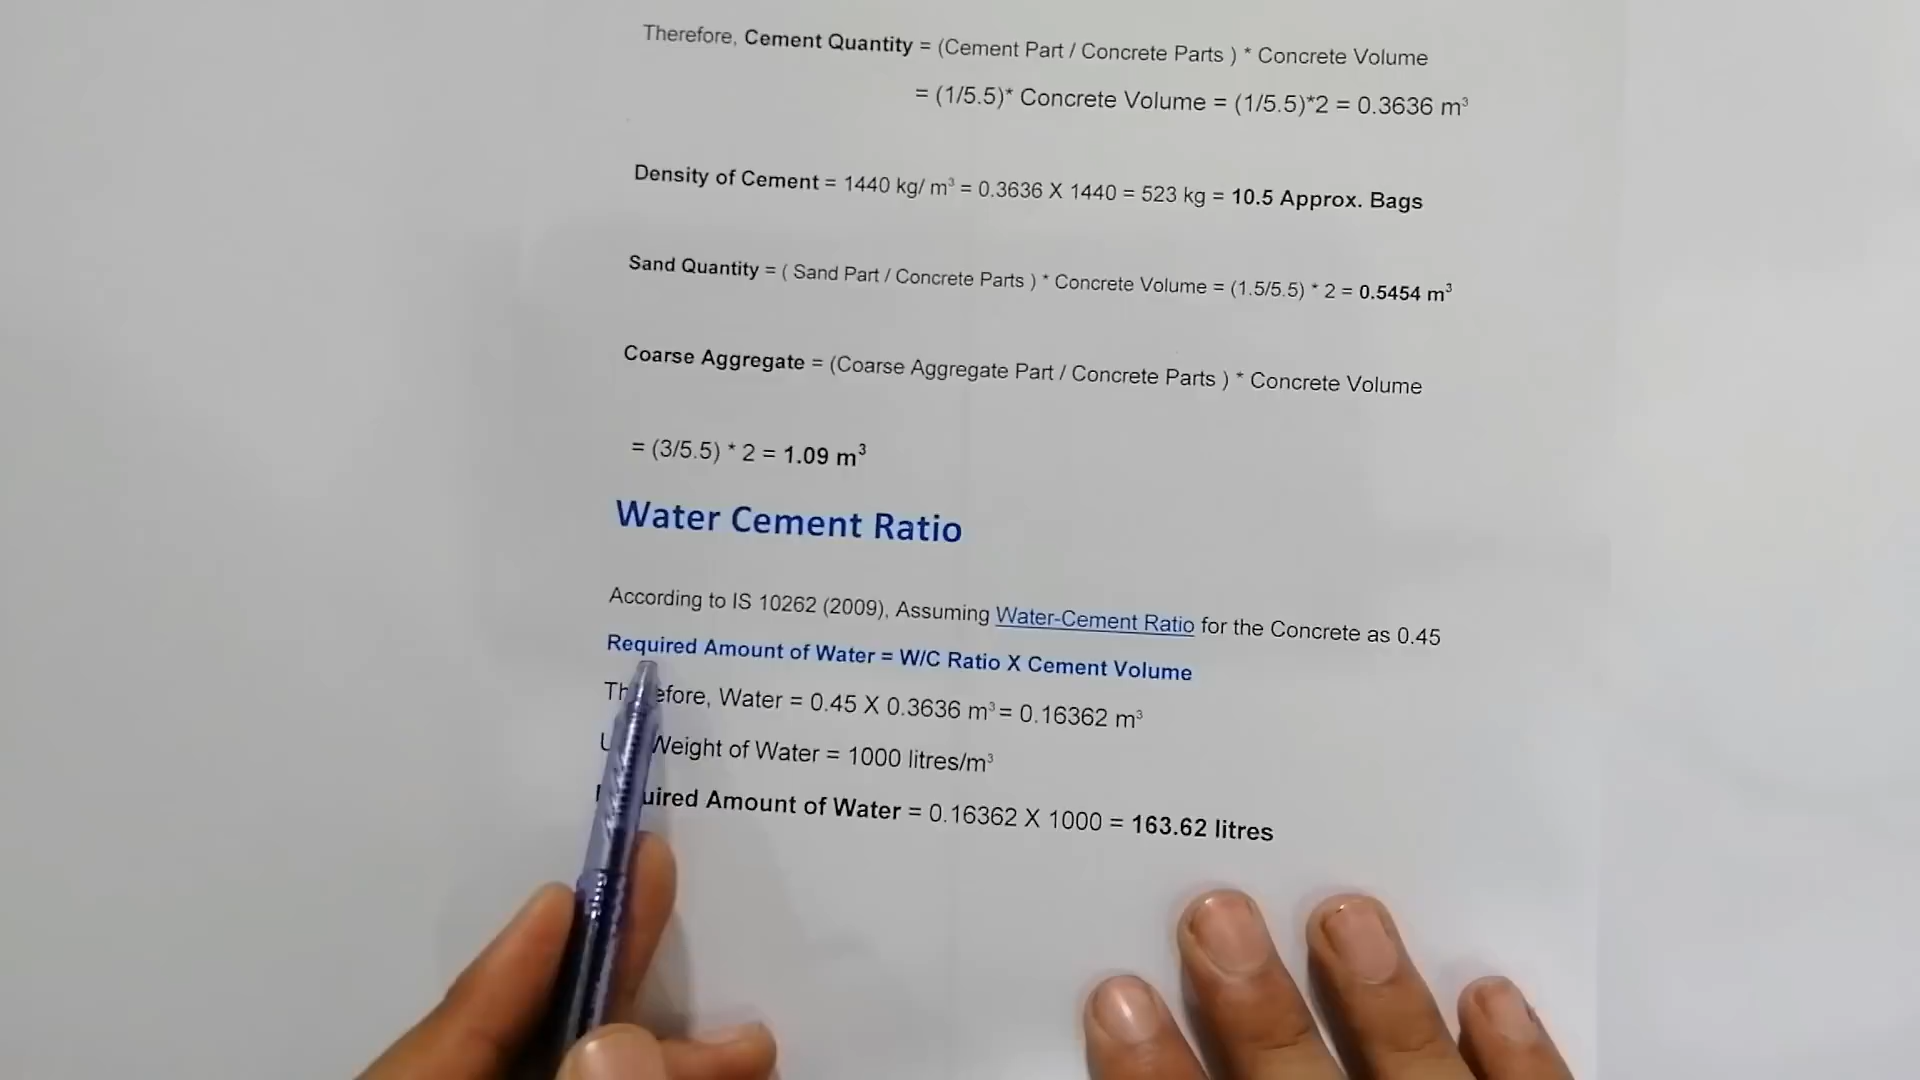 Therefore, Cement Quantity = (Cement Part / Concrete Parts ) * Concrete Volume
= (1/5.5)* Concrete Volume = (1/5.5)*2 = 0.3636 m³
Density of Cement = 1440 kg/ m³ = 0.3636 X 1440 = 523 kg = 10.5 Approx. Bags
Sand Quantity = ( Sand Part / Concrete Parts ) * Concrete Volume = (1.5/5.5) * 2 = 0.5454 m³
Coarse Aggregate = (Coarse Aggregate Part / Concrete Parts ) * Concrete Volume
= (3/5.5) * 2 = 1.09 m³
Water Cement Ratio
According to IS 10262 (2009), Assuming Water-Cement Ratio for the Concrete as 0.45
Required Amount of Water = W/C Ratio X Cement Volume
Water = 0.45 X 0.3636 m³ = 0.16362 m³
Weight of Water = 1000 litres/m³
Amount of Water = 0.16362 X 1000 = 163.62 litres